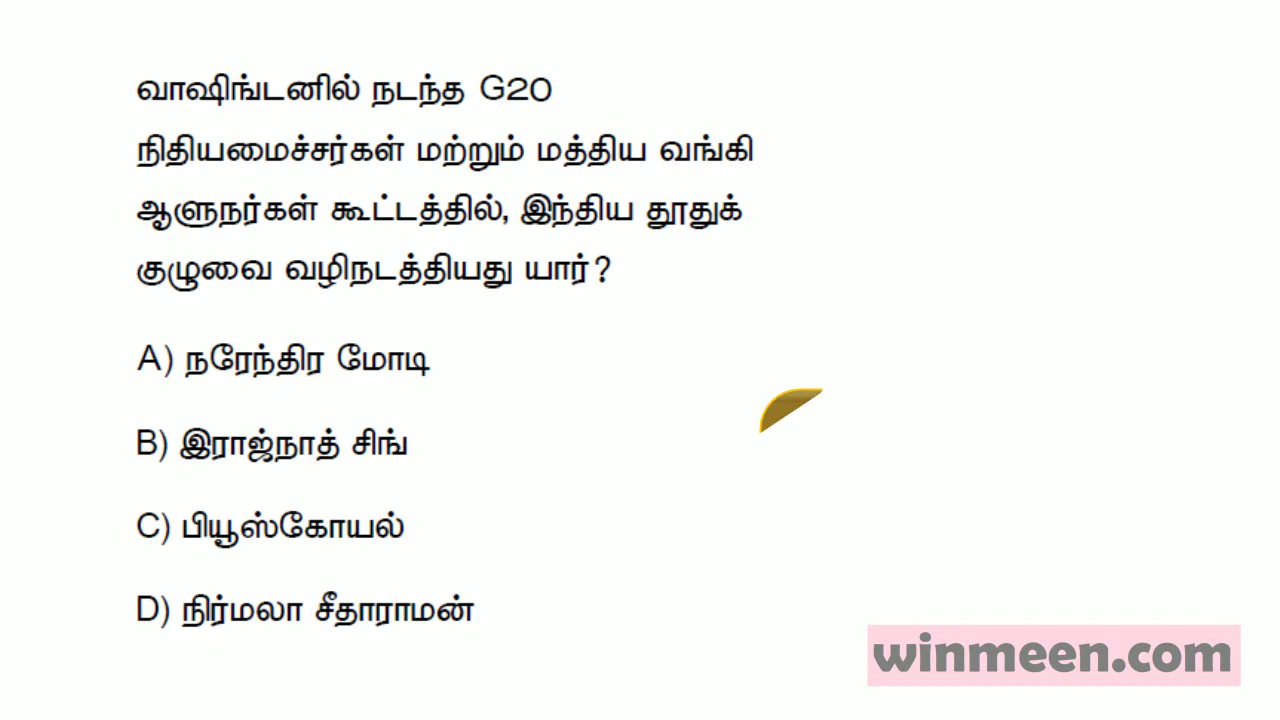 வாஷிங்டனில் நடந்த G20
நிதியமைச்சர்கள் மற்றும் மத்திய வங்கி
ஆளுநர்கள் கூட்டத்தில், இந்திய தூதுக்
குழுவை வழிநடத்தியது யார்?
A) நரேந்திர மோடி
B) இராஜ்நாத் சிங்
C) பியூஸ்கோயல்
D) நிர்மலா சீதாராமன்
winmeen.com